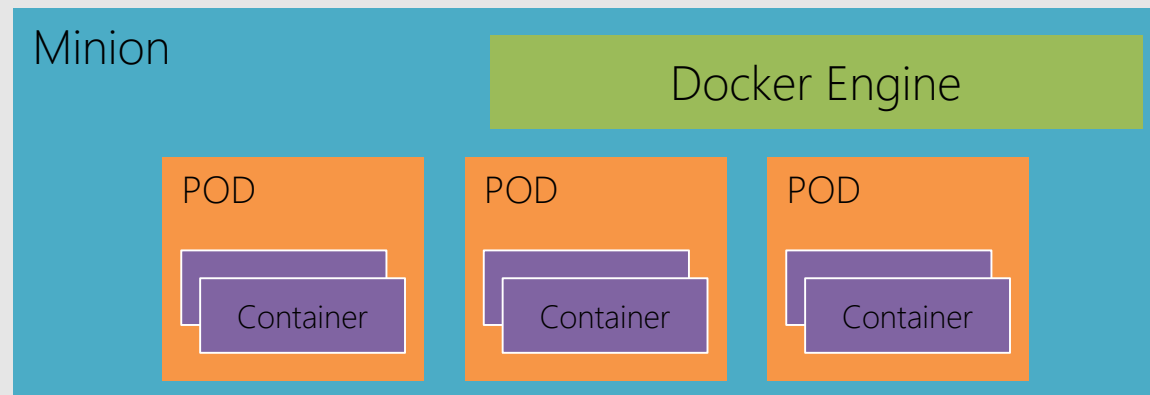 Minion
Docker Engine
POD
POD
POD
Container
Container
Container